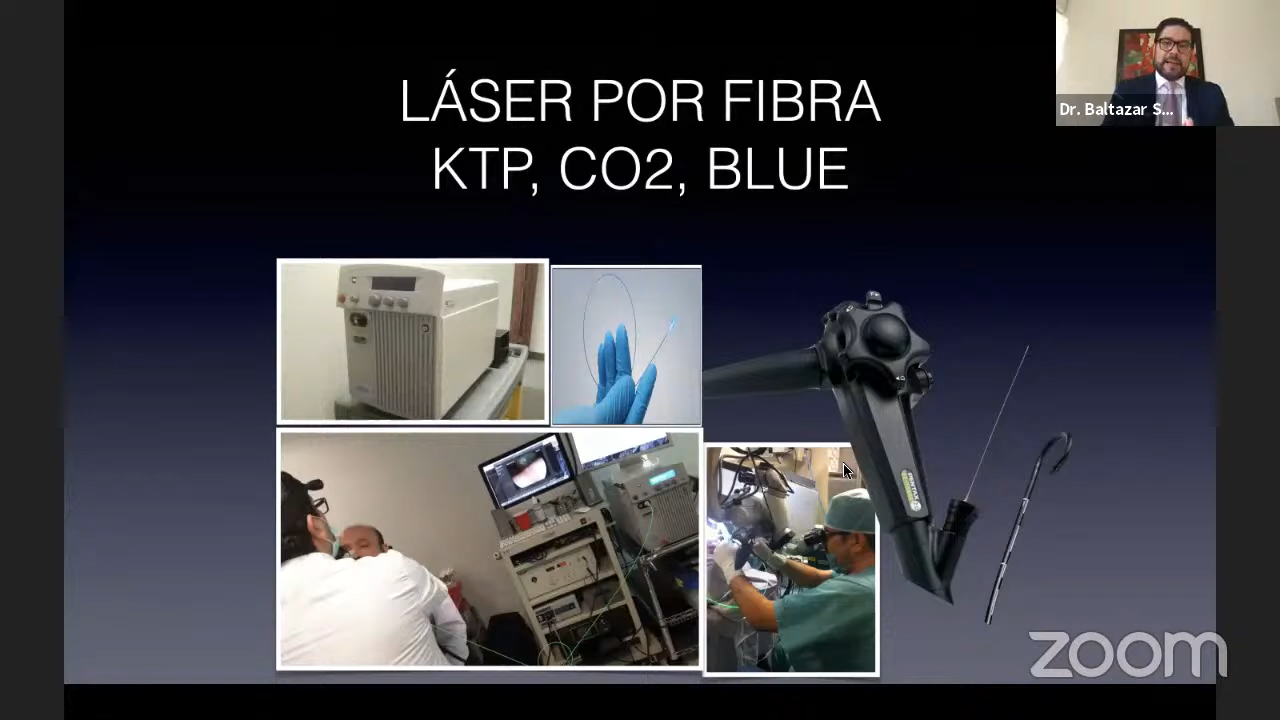 LÁSER POR FIBRA
KTP, CO2, BLUE
Dr. Baltazar S...
zoom